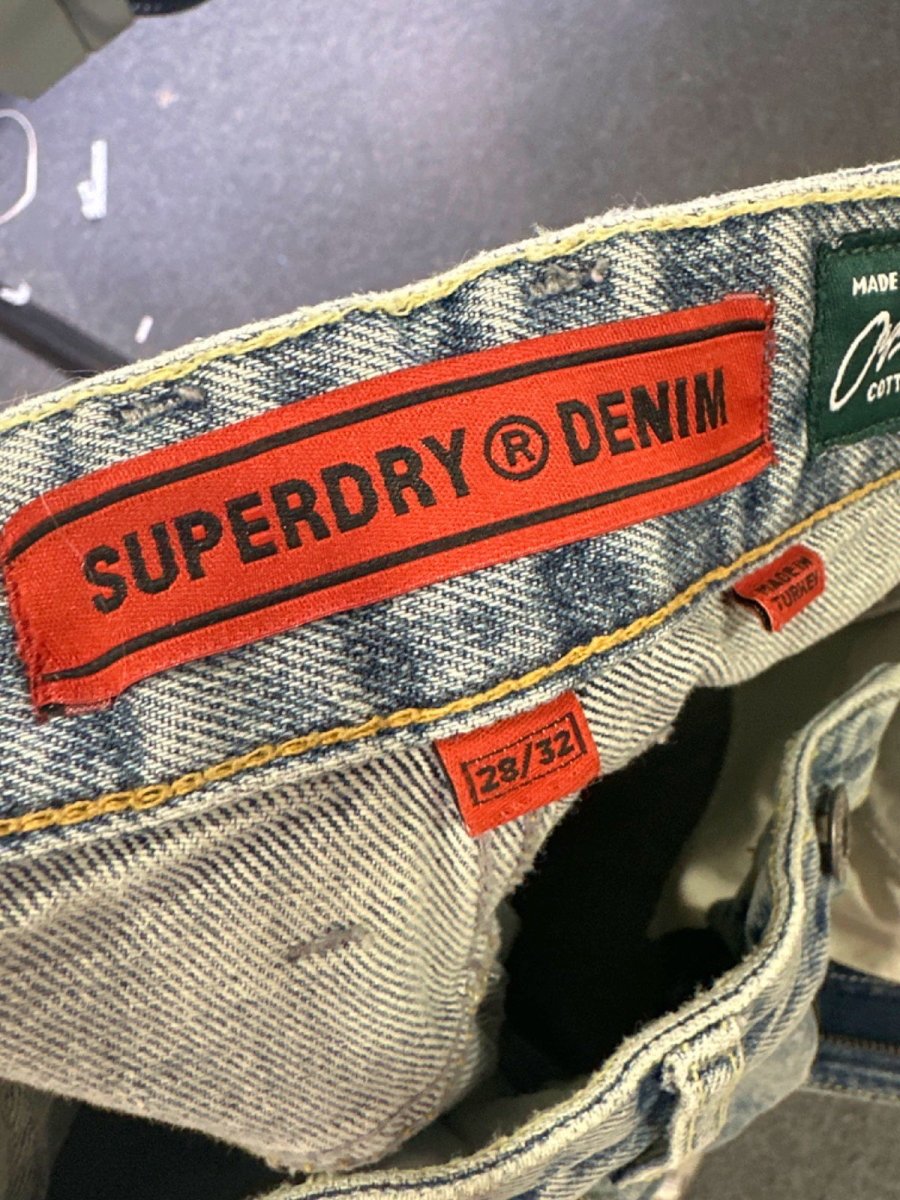 SUPERDRY ® DENIM
MADE
COTT
MADE IN
TURKEY
28/32